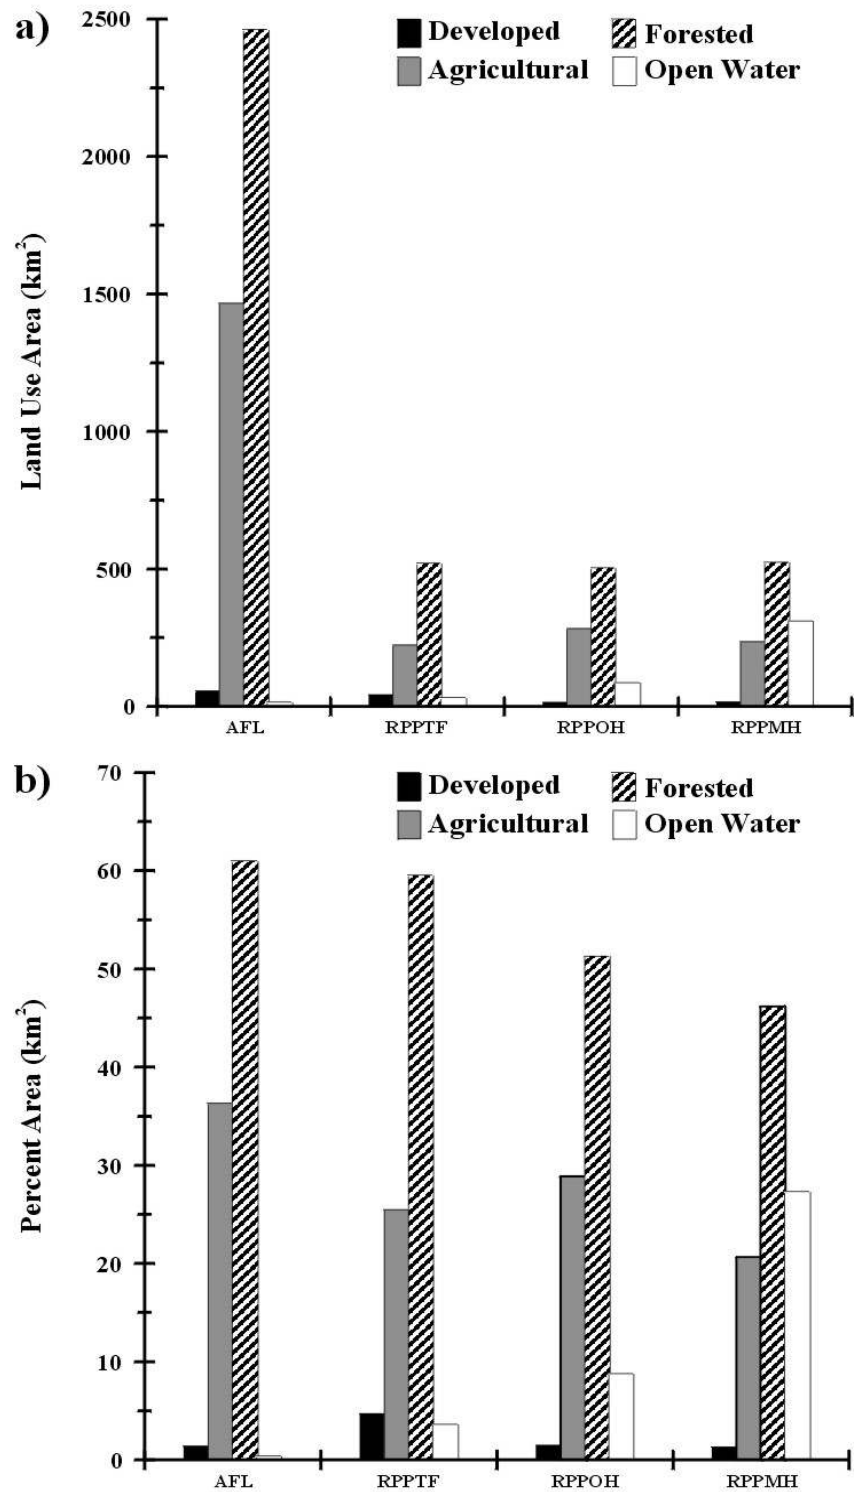 a)
Developed Forested
Agricultural Open Water
2500
2000
1500
1000
500
0
Land Use Area (km²)
AFL RPPTF RPPOH RPPMH
b)
Developed Forested
Agricultural Open Water
70
60
50
40
30
20
10
0
Percent Area (km²)
AFL RPPTF RPPOH RPPMH